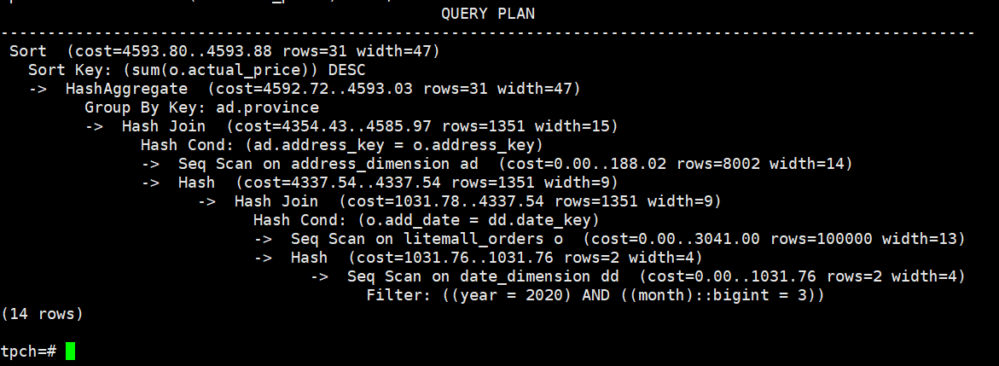 QUERY PLAN
--------------------------------------------------------------------------------------------------------
Sort  (cost=4593.80..4593.88 rows=31 width=47)
  Sort Key: (sum(o.actual_price)) DESC
  ->  HashAggregate  (cost=4592.72..4593.03 rows=31 width=47)
        Group By Key: ad.province
        ->  Hash Join  (cost=4354.43..4585.97 rows=1351 width=15)
              Hash Cond: (ad.address_key = o.address_key)
              ->  Seq Scan on address_dimension ad  (cost=0.00..188.02 rows=8002 width=14)
              ->  Hash  (cost=4337.54..4337.54 rows=1351 width=9)
                    ->  Hash Join  (cost=1031.78..4337.54 rows=1351 width=9)
                          Hash Cond: (o.add_date = dd.date_key)
                          ->  Seq Scan on litemall_orders o  (cost=0.00..3041.00 rows=100000 width=13)
                          ->  Hash  (cost=1031.76..1031.76 rows=2 width=4)
                                ->  Seq Scan on date_dimension dd  (cost=0.00..1031.76 rows=2 width=4)
                                      Filter: ((year = 2020) AND ((month)::bigint = 3))
(14 rows)
tpch=#